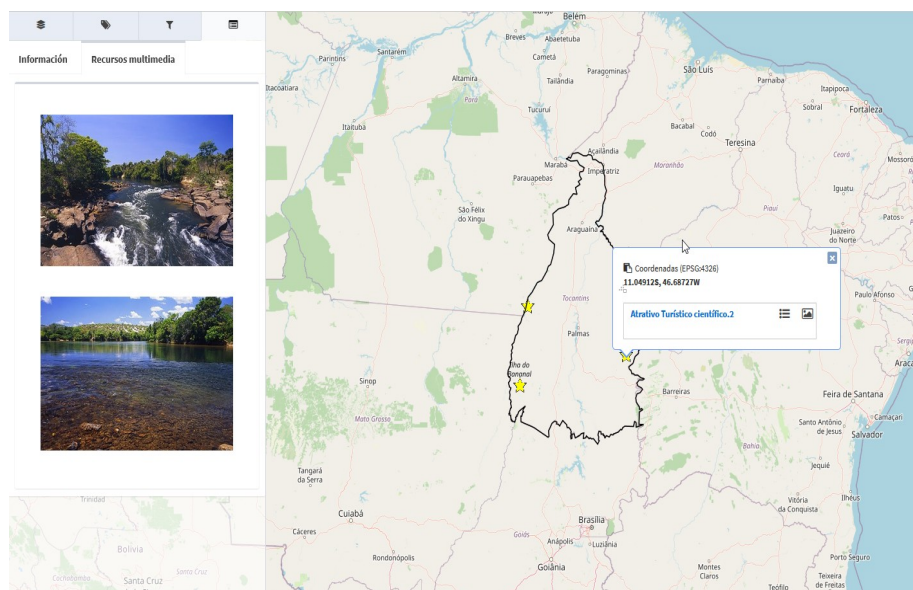 Información
Recursos multimedia
Belém
Breves
Abaetetuba
Cametá
Parintins
Santarém
Itacoatiara
Altamira
Pará
Tailândia
Paragominas
São Luís
Parnaíba
Itapipoca
Tucuruí
Sobral
Fortaleza
Itaituba
Bacabal
Codó
Teresina
Açailândia
Marabá
Imperatriz
Maranhão
Ceará
Mossoró
Parauapebas
Iguatu
São Félix
do Xingu
Piauí
Patos
Araguaína
Juazeiro
do Norte
Coordenadas (EPSG:4326)
11.04912S, 46.68727W
Paulo Afonso
Tocantins
Atrativo Turístico científico.2
Palmas
Ilha do
Bananal
Sinop
Barreiras
Feira de Santana
Mato Grosso
Santo Antônio
de Jesus
Camaçari
Salvador
Bahia
Jequié
Tangará
da Serra
Trinidad
Vitória
da Conquista
Ilhéus
Cuiabá
Brasília
Cáceres
Goiás
Anápolis
Luziânia
Bolivia
Rondonópolis
Goiânia
Porto Seguro
Montes
Claros
Cochabamba
Santa Cruz
Santa Cruz
Teixeira
de Freitas
Teófilo